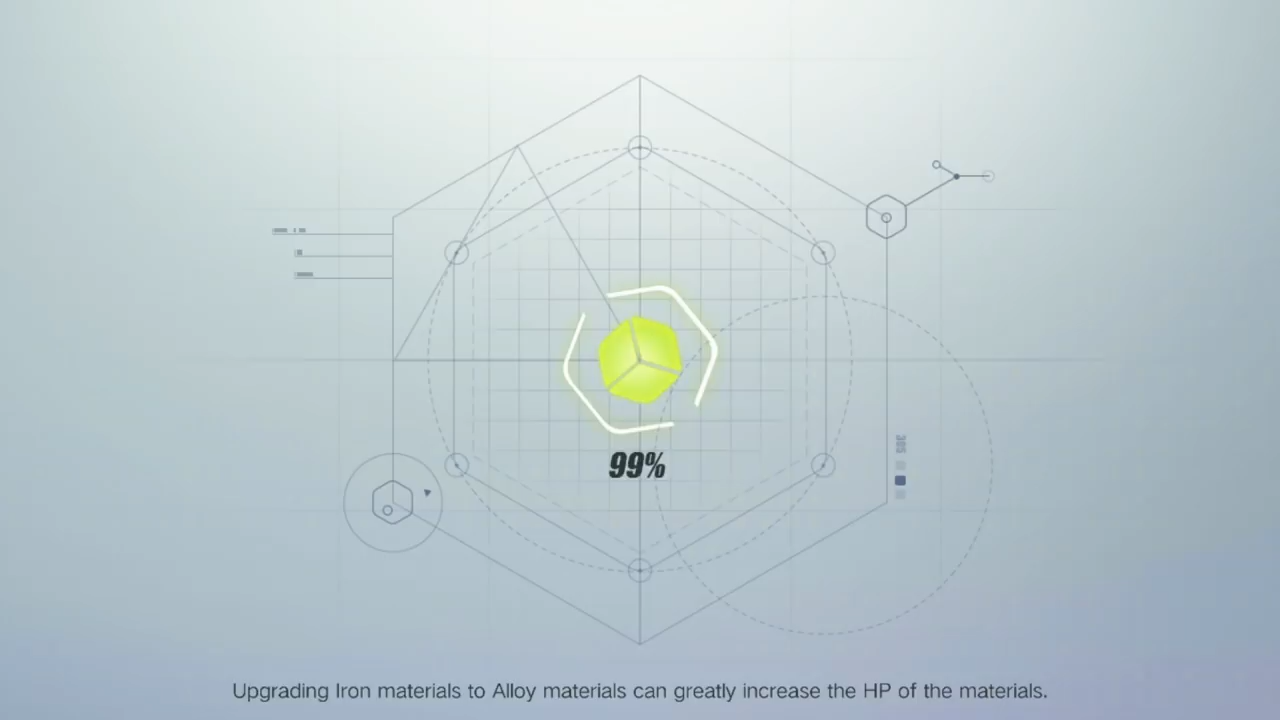 99%
Upgrading Iron materials to Alloy materials can greatly increase the HP of the materials.